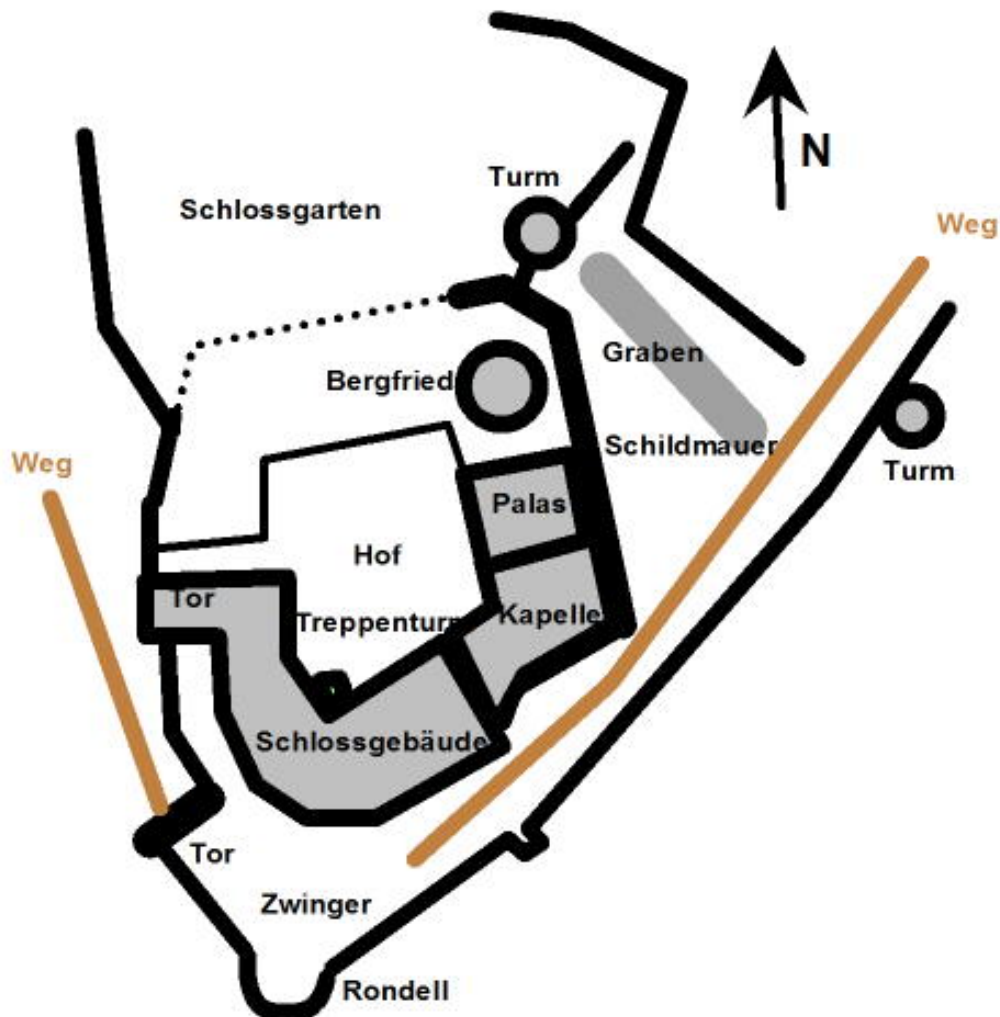 Turm
N
Schlossgarten
Weg
Graben
Bergfried
Schildmauer
Weg
Turm
Palas
Hof
Tor
Treppenturm
Kapelle
Schlossgebäude
Tor
Zwinger
Rondell